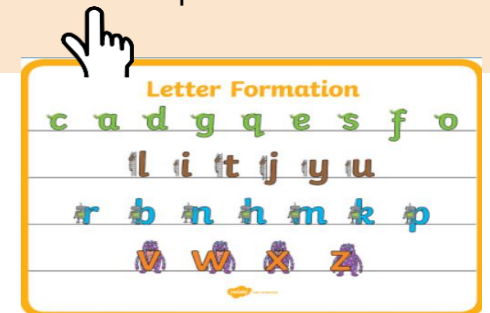 Letter Formation
c a d g q e s f o
l i t j y u
r b n h m k p
v w x z